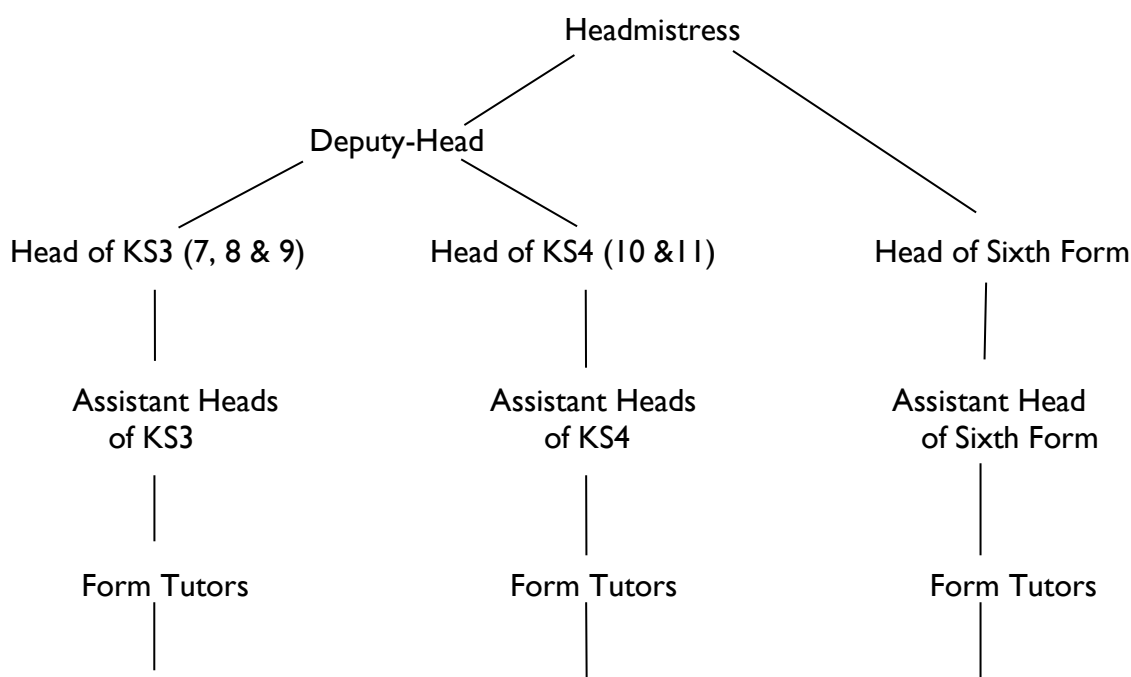 Headmistress
Deputy-Head
Head of KS3 (7, 8 & 9)
Head of KS4 (10 &11)
Head of Sixth Form
Assistant Heads
of KS3
Assistant Heads
of KS4
Assistant Head
of Sixth Form
Form Tutors
Form Tutors
Form Tutors